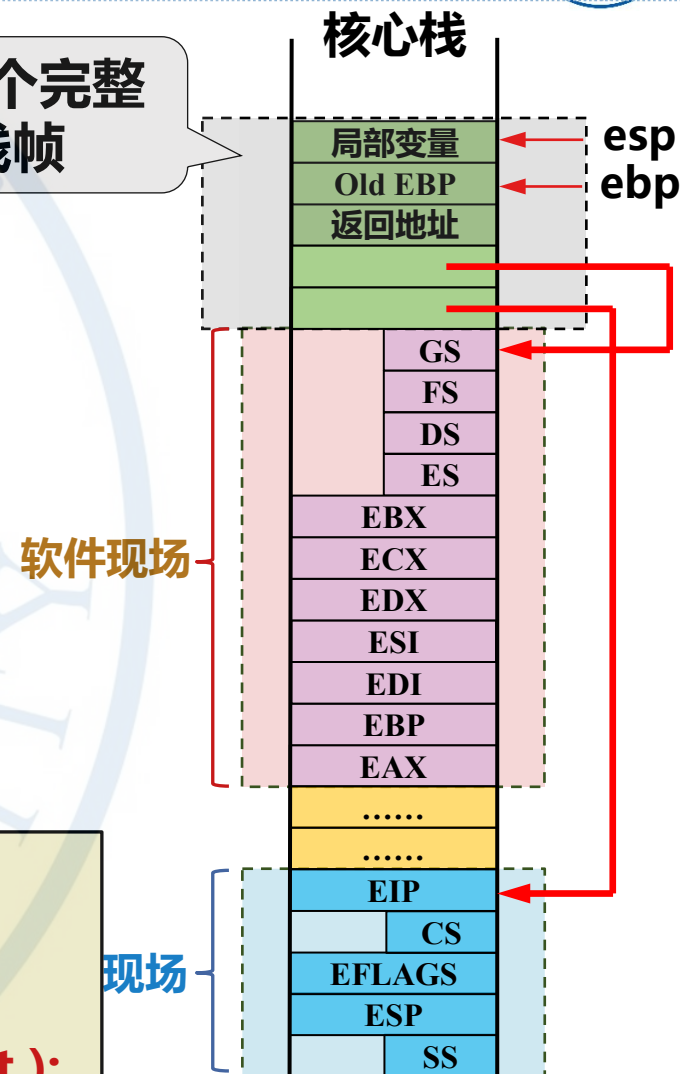 核心栈
个完整
栈帧
局部变量
esp
Old EBP
ebp
返回地址
GS
FS
DS
ES
EBX
软件现场
ECX
EDX
ESI
EDI
EBP
EAX
......
......
EIP
CS
现场
EFLAGS
ESP
SS
t );